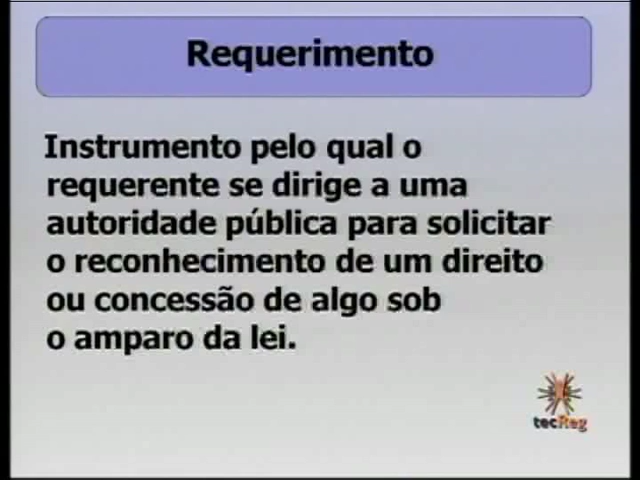 Requerimento
Instrumento pelo qual o
requerente se dirige a uma
autoridade pública para solicitar
o reconhecimento de um direito
ou concessão de algo sob
o amparo da lei.
tecReg